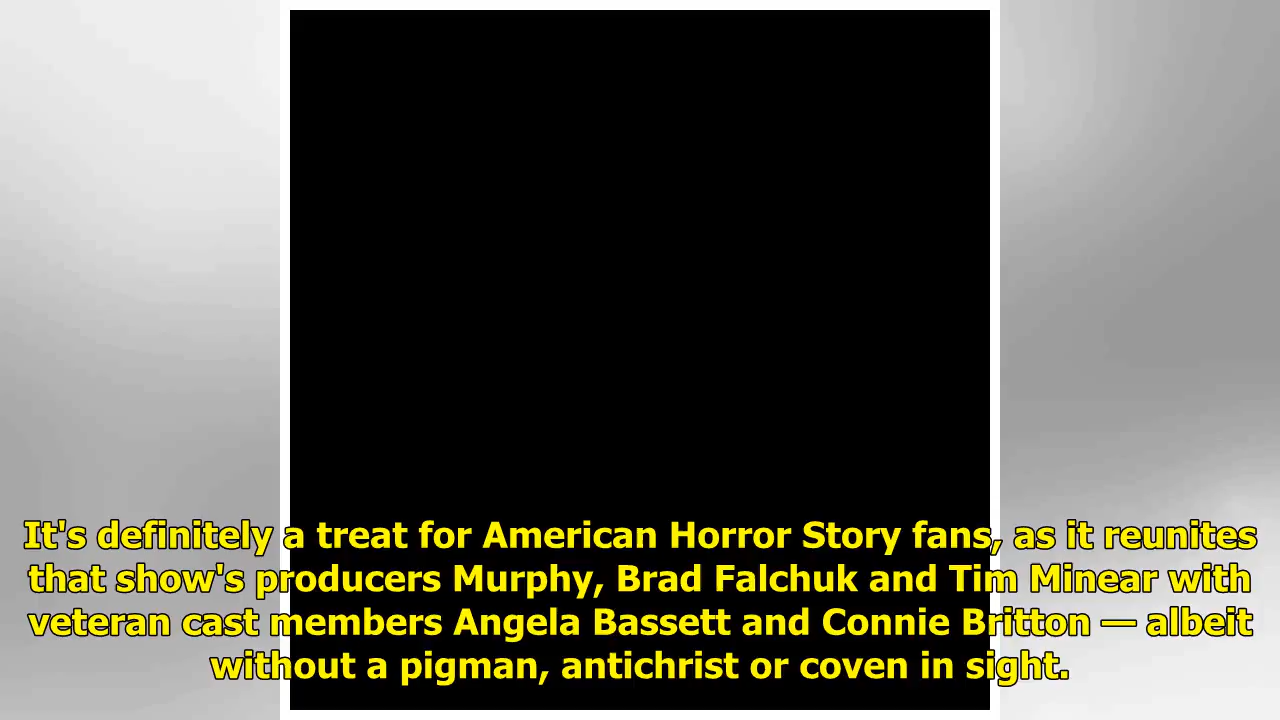 It's definitely a treat for American Horror Story fans, as it reunites
that show's producers Murphy, Brad Falchuk and Tim Minear with
veteran cast members Angela Bassett and Connie Britton — albeit
without a pigman, antichrist or coven in sight.